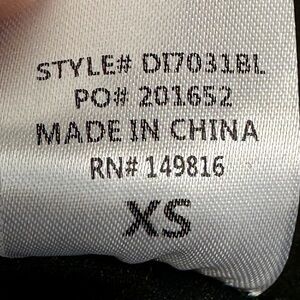 STYLE# DI7031BL
PO# 201652
MADE IN CHINA
RN# 149816
XS